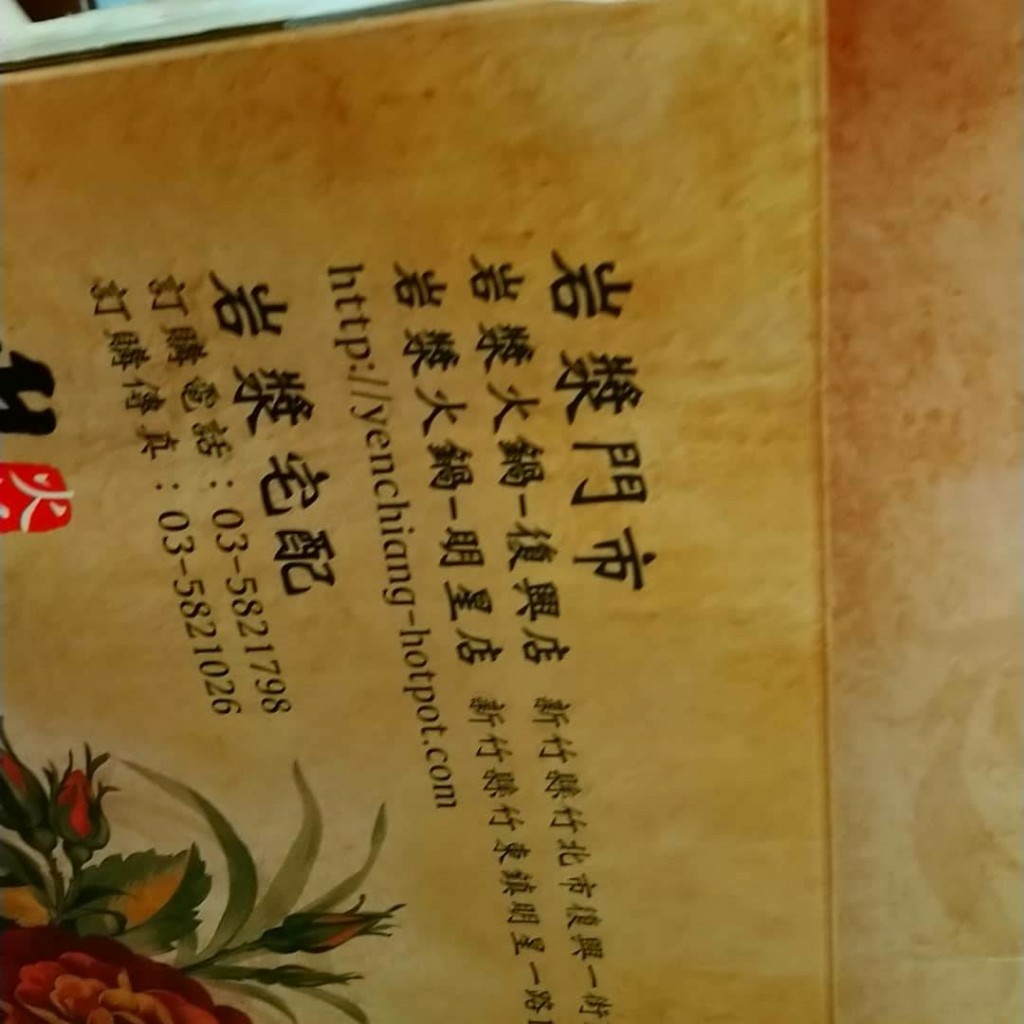 岩漿門市
岩漿火鍋-復興店 新竹縣竹北市復興一街
岩漿火鍋-明星店 新竹縣竹東鎮明星一路
http://yenchiang-hotpot.com
岩漿宅配
訂購電話：03-5821798
訂購傳真：03-5821026
火